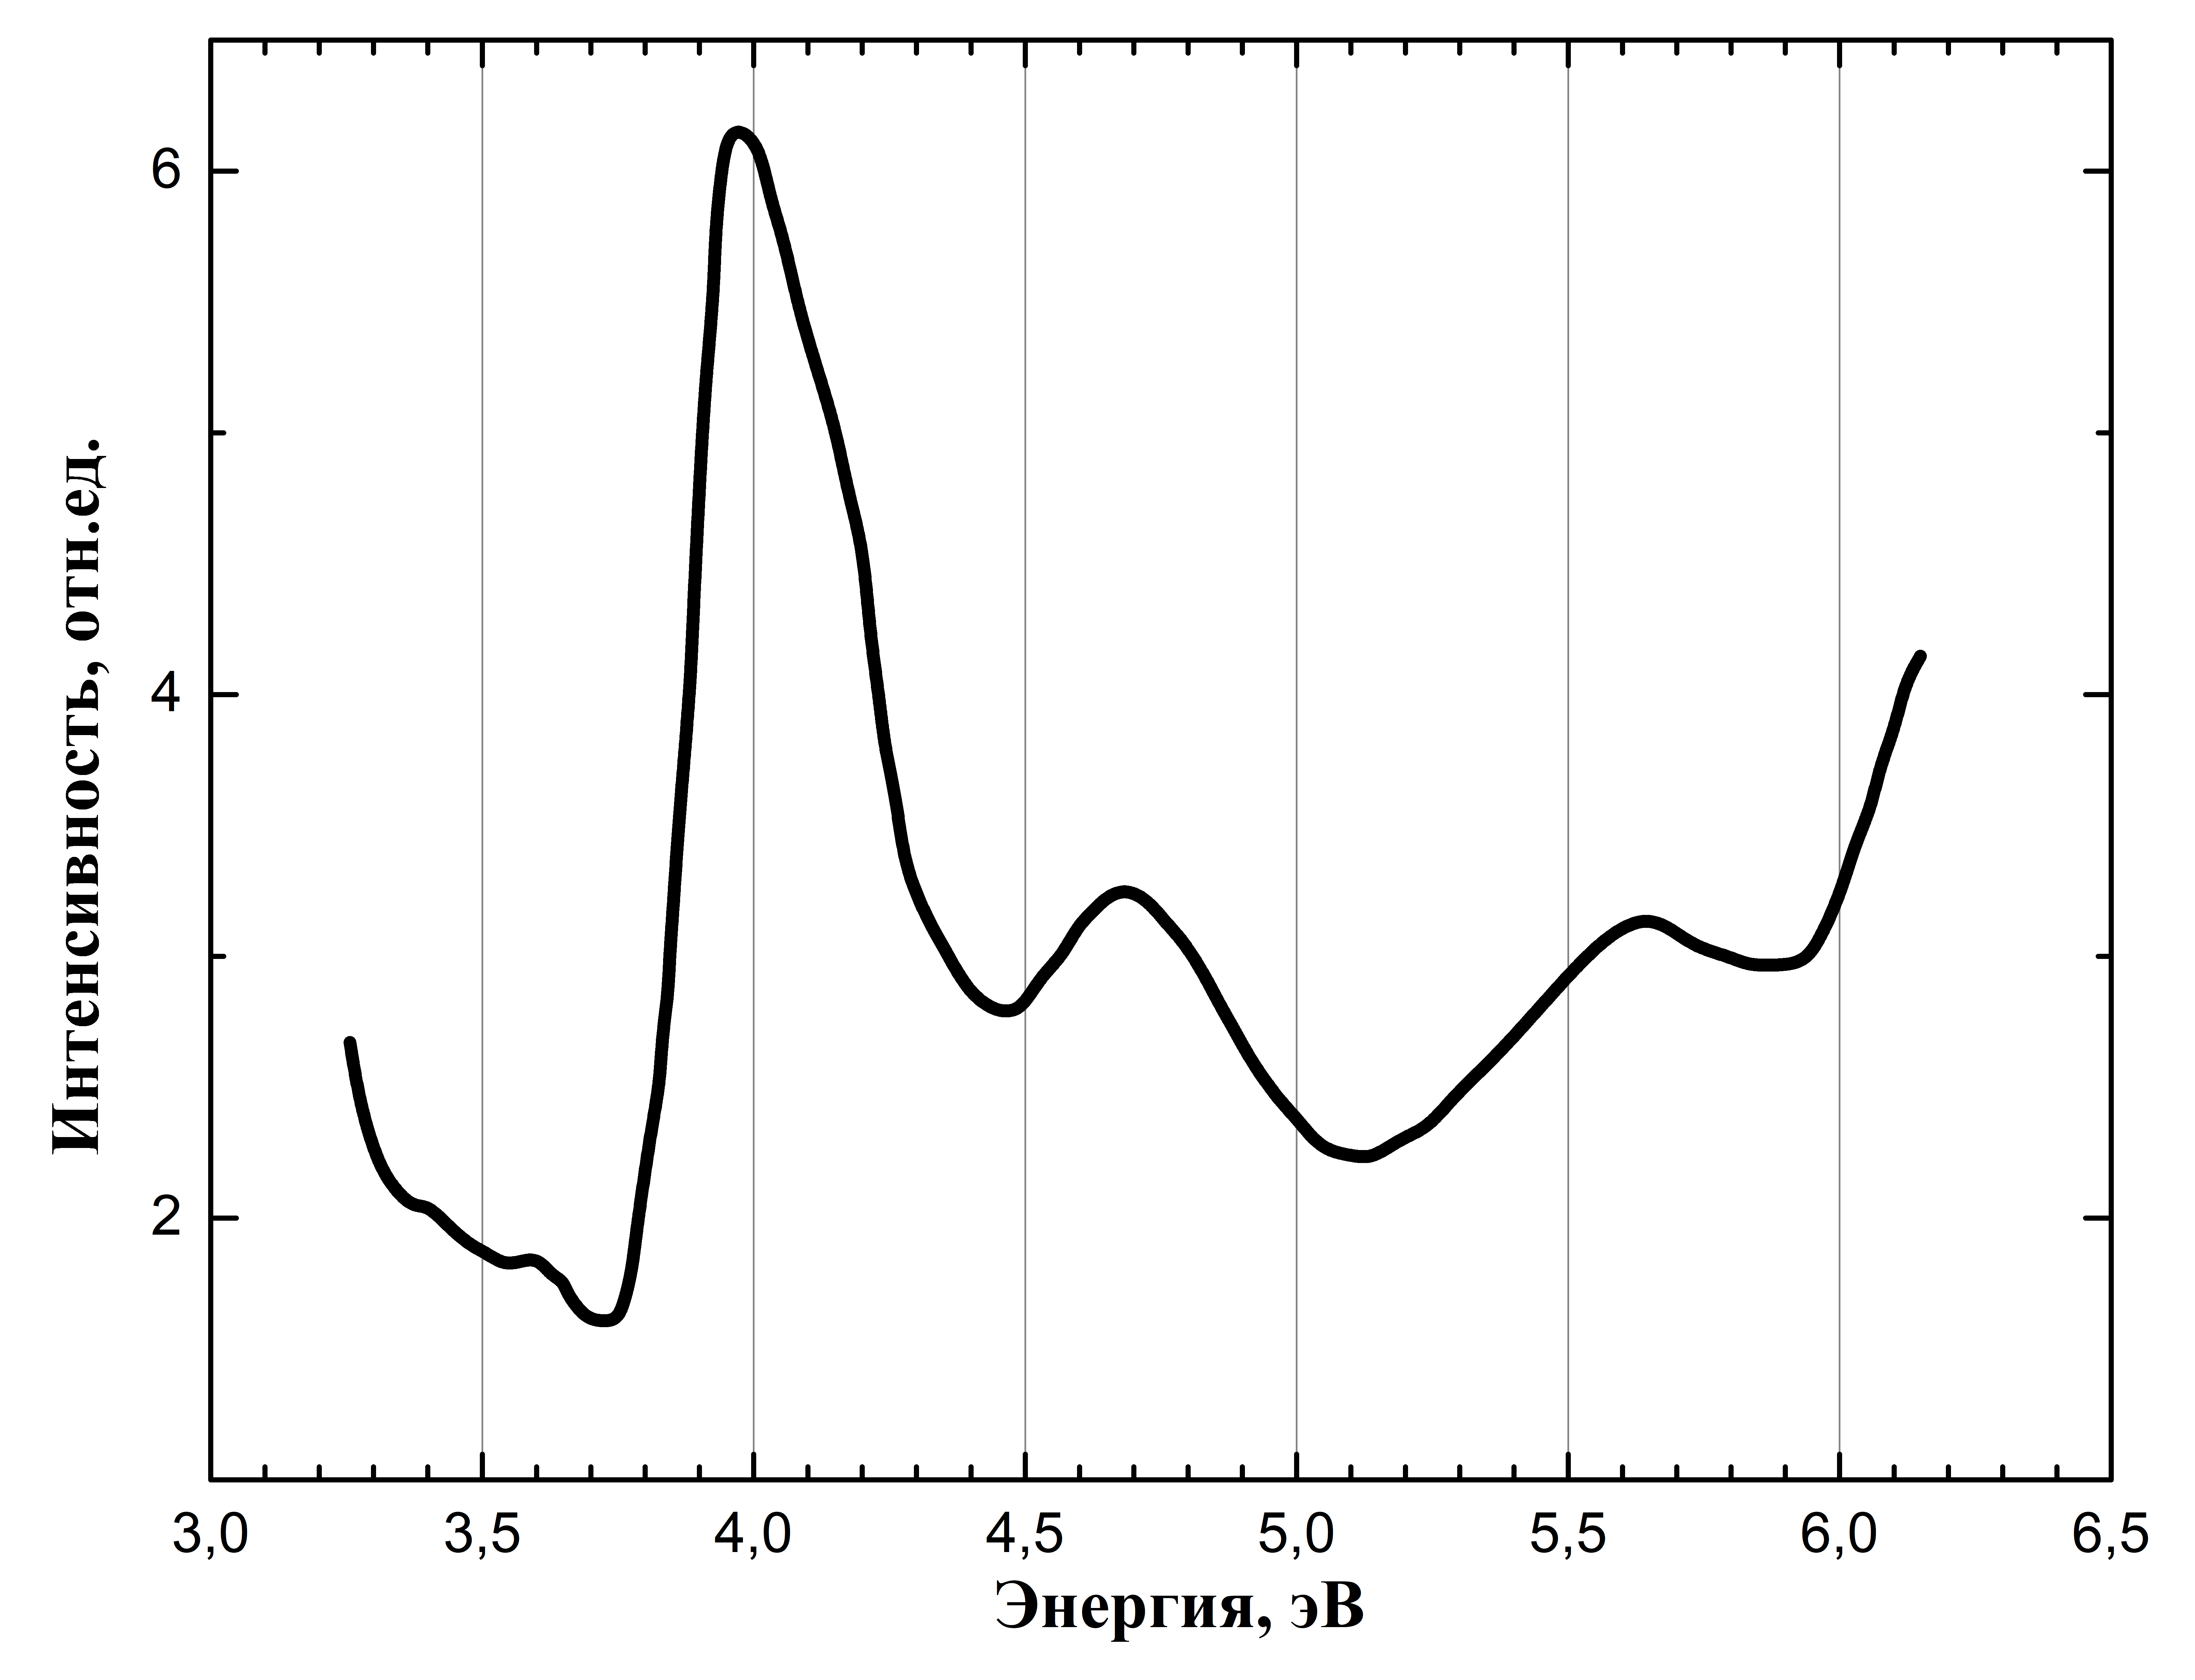 Интенсивность, отн.ед.
6
4
2
3,0 3,5 4,0 4,5 5,0 5,5 6,0 6,5
Энергия, эВ